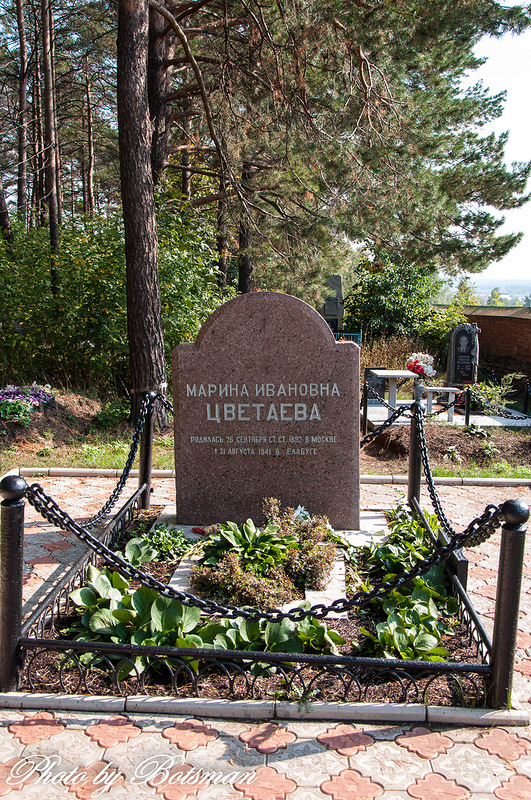 МАРИНА ИВАНОВНА
ЦВЕТАЕВА
РОДИЛАСЬ 26 СЕНТЯБРЯ СТ. СТ. 1892 В МОСКВЕ
† 31 АВГУСТА 1941 В ЕЛАБУГЕ
Photo by Botsman